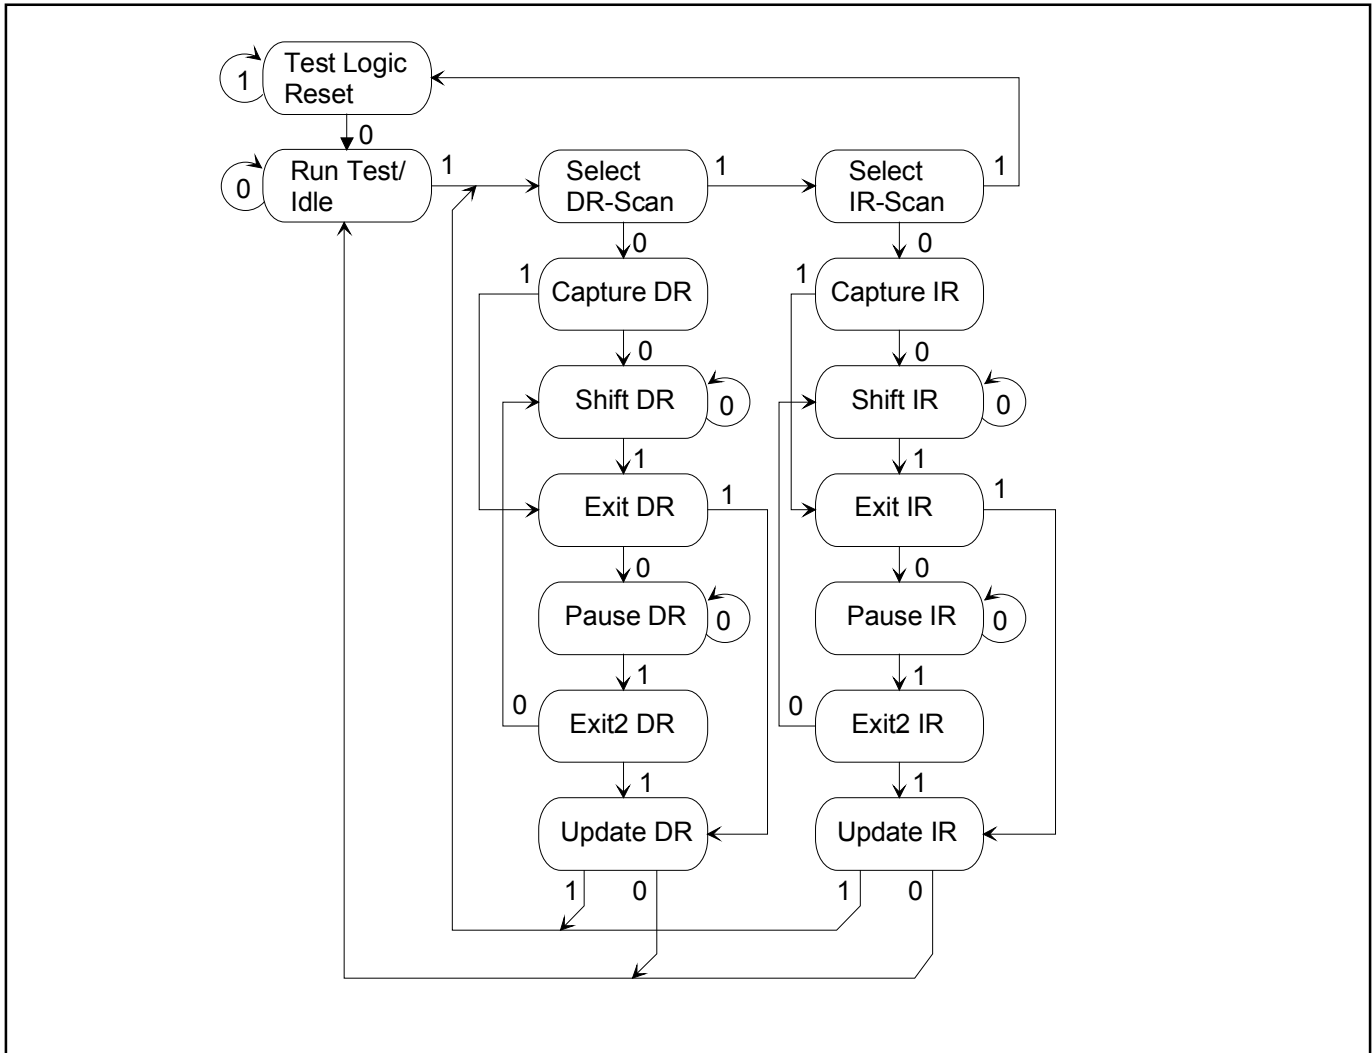 Test Logic
Reset
1
0
Run Test/
Idle
0
1
Select
DR-Scan
1
Select
IR-Scan
1
0
0
1
Capture DR
1
Capture IR
0
0
Shift DR
0
Shift IR
0
1
1
Exit DR
1
Exit IR
1
0
0
Pause DR
0
Pause IR
0
1
1
0
Exit2 DR
0
Exit2 IR
1
1
Update DR
Update IR
1
0
1
0